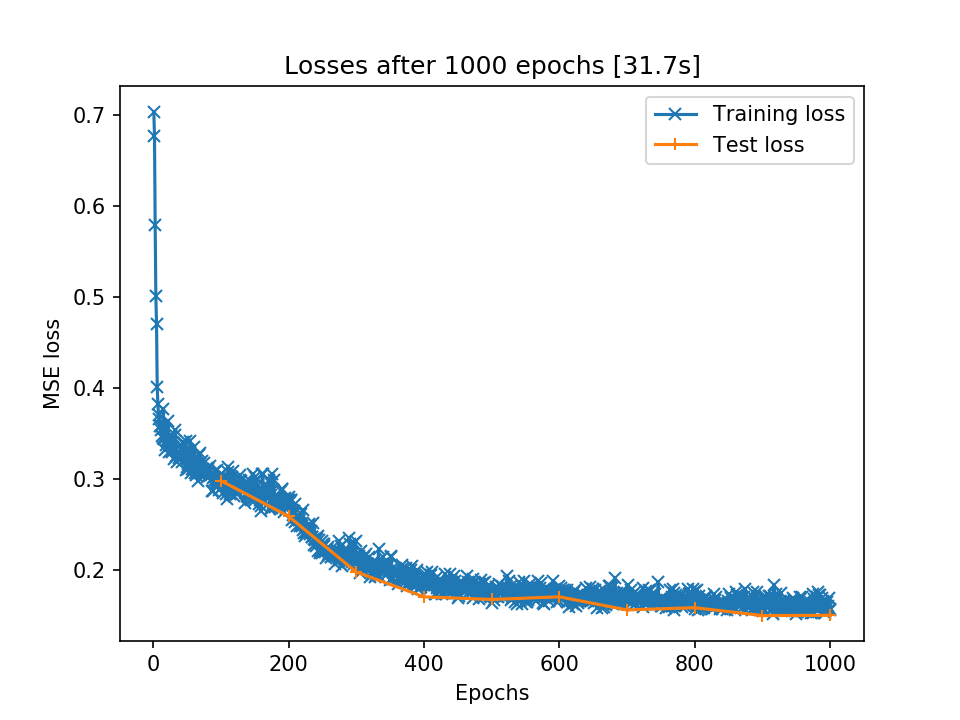 Losses after 1000 epochs [31.7s]
Training loss
Test loss
0.7
0.6
0.5
0.4
0.3
0.2
MSE loss
0 200 400 600 800 1000
Epochs